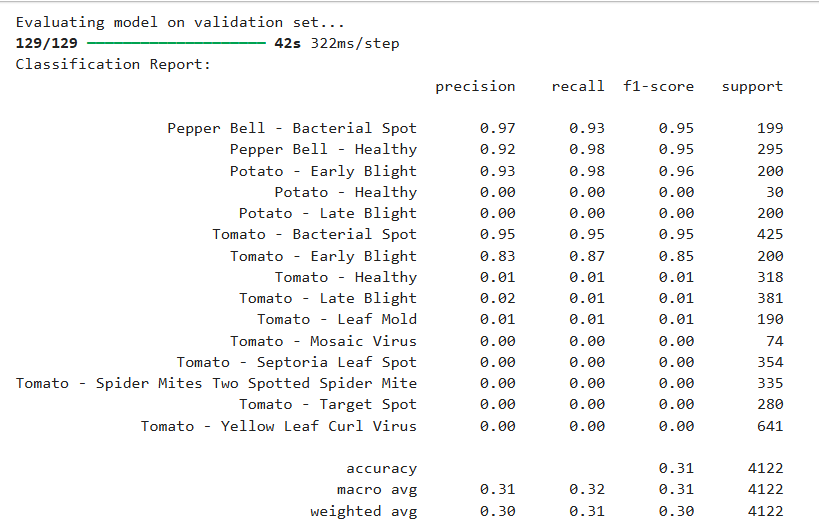 Evaluating model on validation set...
129/129 ━━━━━━━━━━━━━━━━━━━━ 42s 322ms/step
Classification Report:
precision recall f1-score support
Pepper Bell - Bacterial Spot 0.97 0.93 0.95 199
Pepper Bell - Healthy 0.92 0.98 0.95 295
Potato - Early Blight 0.93 0.98 0.96 200
Potato - Healthy 0.00 0.00 0.00 30
Potato - Late Blight 0.00 0.00 0.00 200
Tomato - Bacterial Spot 0.95 0.95 0.95 425
Tomato - Early Blight 0.83 0.87 0.85 200
Tomato - Healthy 0.01 0.01 0.01 318
Tomato - Late Blight 0.02 0.01 0.01 381
Tomato - Leaf Mold 0.01 0.01 0.01 190
Tomato - Mosaic Virus 0.00 0.00 0.00 74
Tomato - Septoria Leaf Spot 0.00 0.00 0.00 354
Tomato - Spider Mites Two Spotted Spider Mite 0.00 0.00 0.00 335
Tomato - Target Spot 0.00 0.00 0.00 280
Tomato - Yellow Leaf Curl Virus 0.00 0.00 0.00 641
accuracy 0.31 4122
macro avg 0.31 0.32 0.31 4122
weighted avg 0.30 0.31 0.30 4122